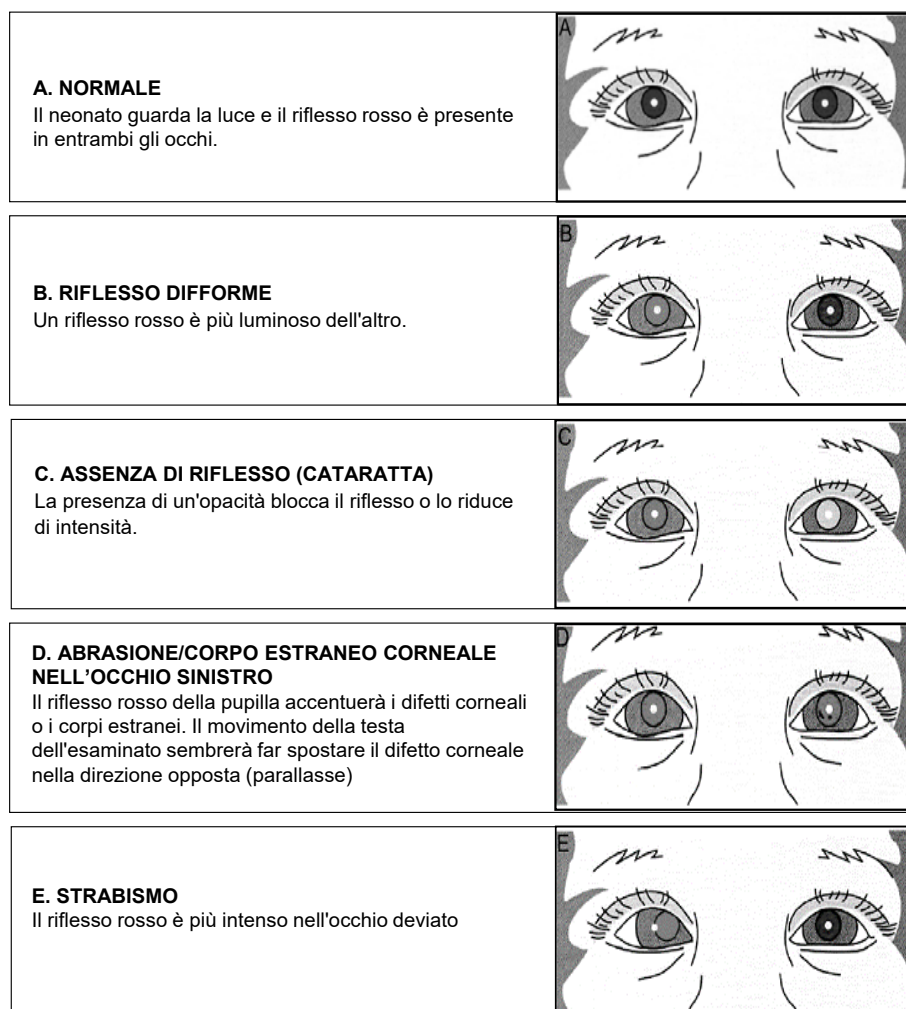 A. NORMALE
Il neonato guarda la luce e il riflesso rosso è presente
in entrambi gli occhi.
A
B. RIFLESSO DIFFORME
Un riflesso rosso è più luminoso dell'altro.
B
C. ASSENZA DI RIFLESSO (CATARATTA)
La presenza di un'opacità blocca il riflesso o lo riduce
di intensità.
C
D. ABRASIONE/CORPO ESTRANEO CORNEALE
NELL’OCCHIO SINISTRO
Il riflesso rosso della pupilla accentuerà i difetti corneali
o i corpi estranei. Il movimento della testa
dell'esaminato sembrerà far spostare il difetto corneale
nella direzione opposta (parallasse)
D
E. STRABISMO
Il riflesso rosso è più intenso nell'occhio deviato
E